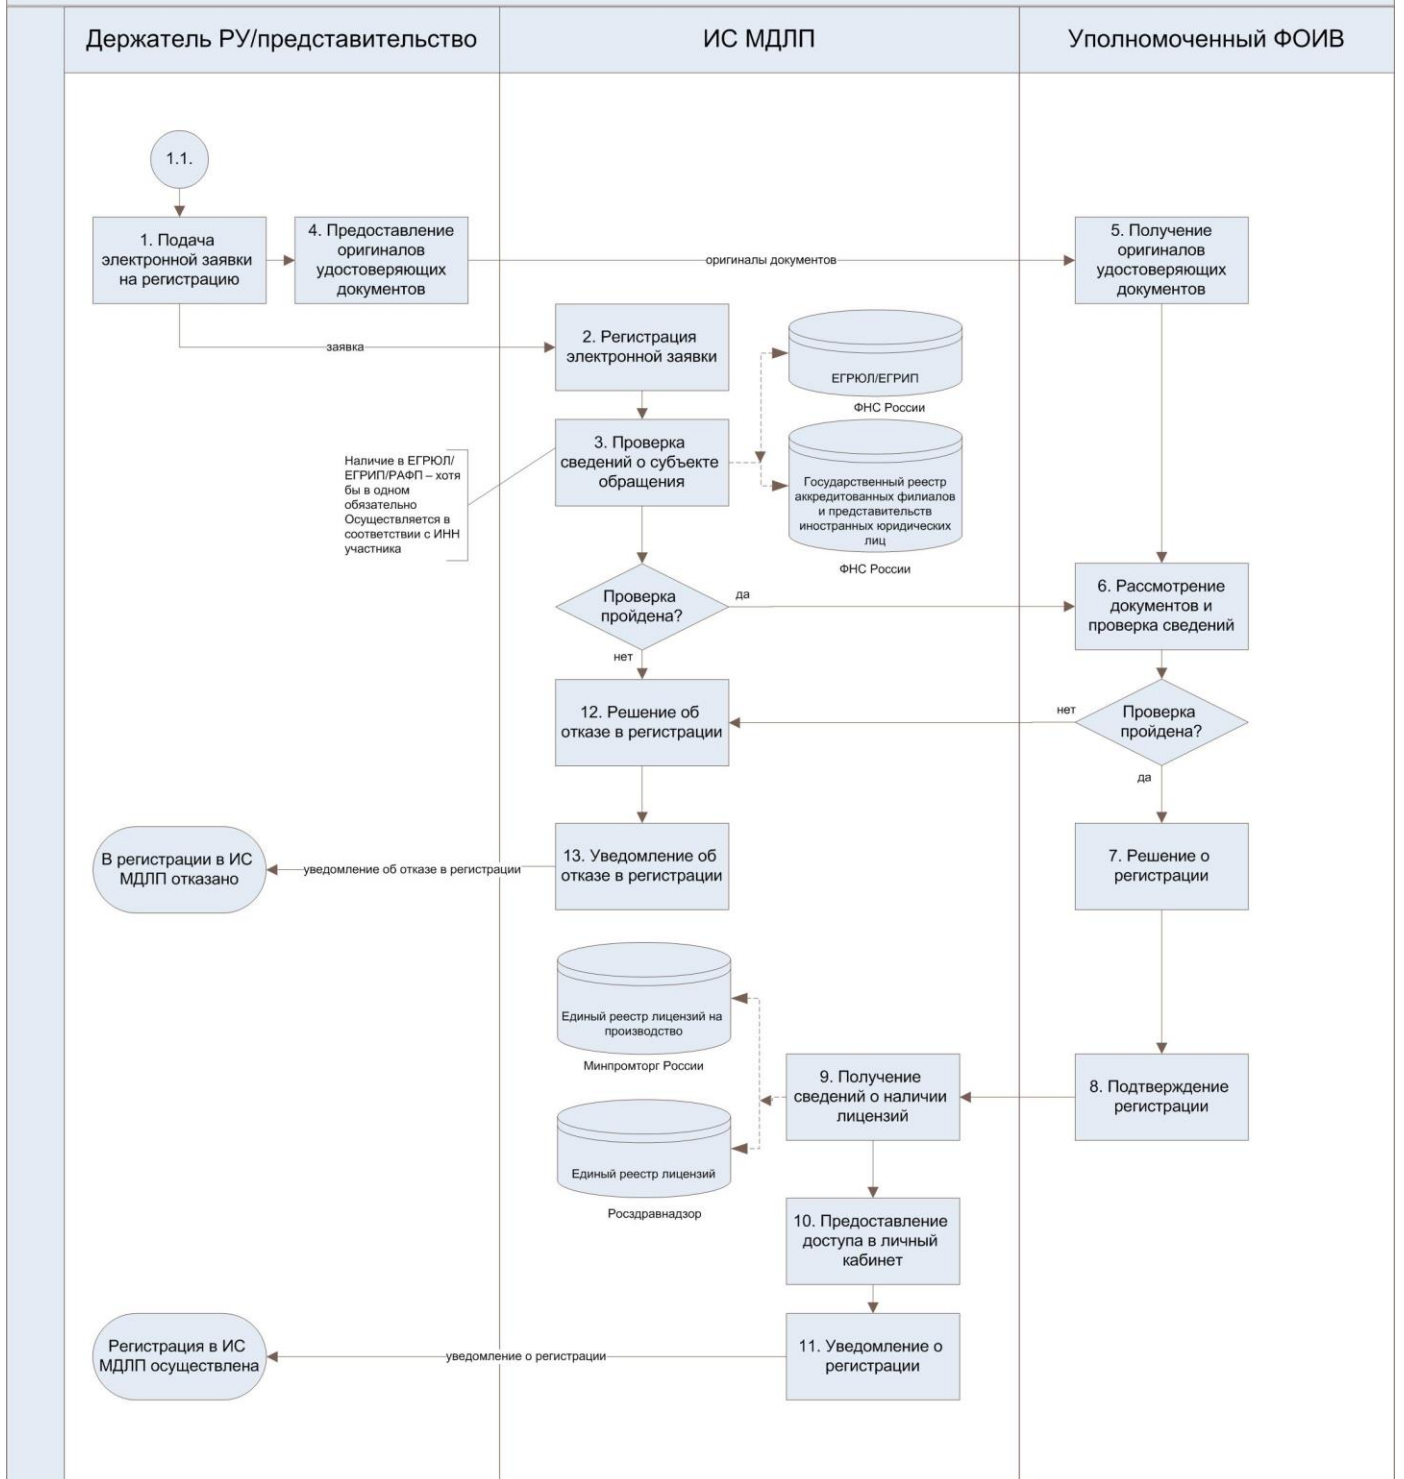 Держатель РУ/представительство
ИС МДЛП
Уполномоченный ФОИВ
1.1.
1. Подача
электронной заявки
на регистрацию
4. Предоставление
оригиналов
удостоверяющих
документов
оригиналы документов
5. Получение
оригиналов
удостоверяющих
документов
заявка
2. Регистрация
электронной заявки
ЕГРЮЛ/ЕГРИП
ФНС России
3. Проверка
сведений о субъекте
обращения
Наличие в ЕГРЮЛ/
ЕГРИП/РАФП – хотя
бы в одном
обязательно
Осуществляется в
соответствии с ИНН
участника
Государственный реестр
аккредитованных филиалов
и представительств
иностранных юридических
лиц
ФНС России
Проверка
пройдена?
да
нет
6. Рассмотрение
документов и
проверка сведений
12. Решение об
отказе в регистрации
нет
Проверка
пройдена?
да
В регистрации в ИС
МДЛП отказано
уведомление об отказе в регистрации
13. Уведомление об
отказе в регистрации
7. Решение о
регистрации
Единый реестр лицензий на
производство
Минпромторг России
9. Получение
сведений о наличии
лицензий
8. Подтверждение
регистрации
Единый реестр лицензий
Росздравнадзор
10. Предоставление
доступа в личный
кабинет
Регистрация в ИС
МДЛП осуществлена
уведомление о регистрации
11. Уведомление о
регистрации